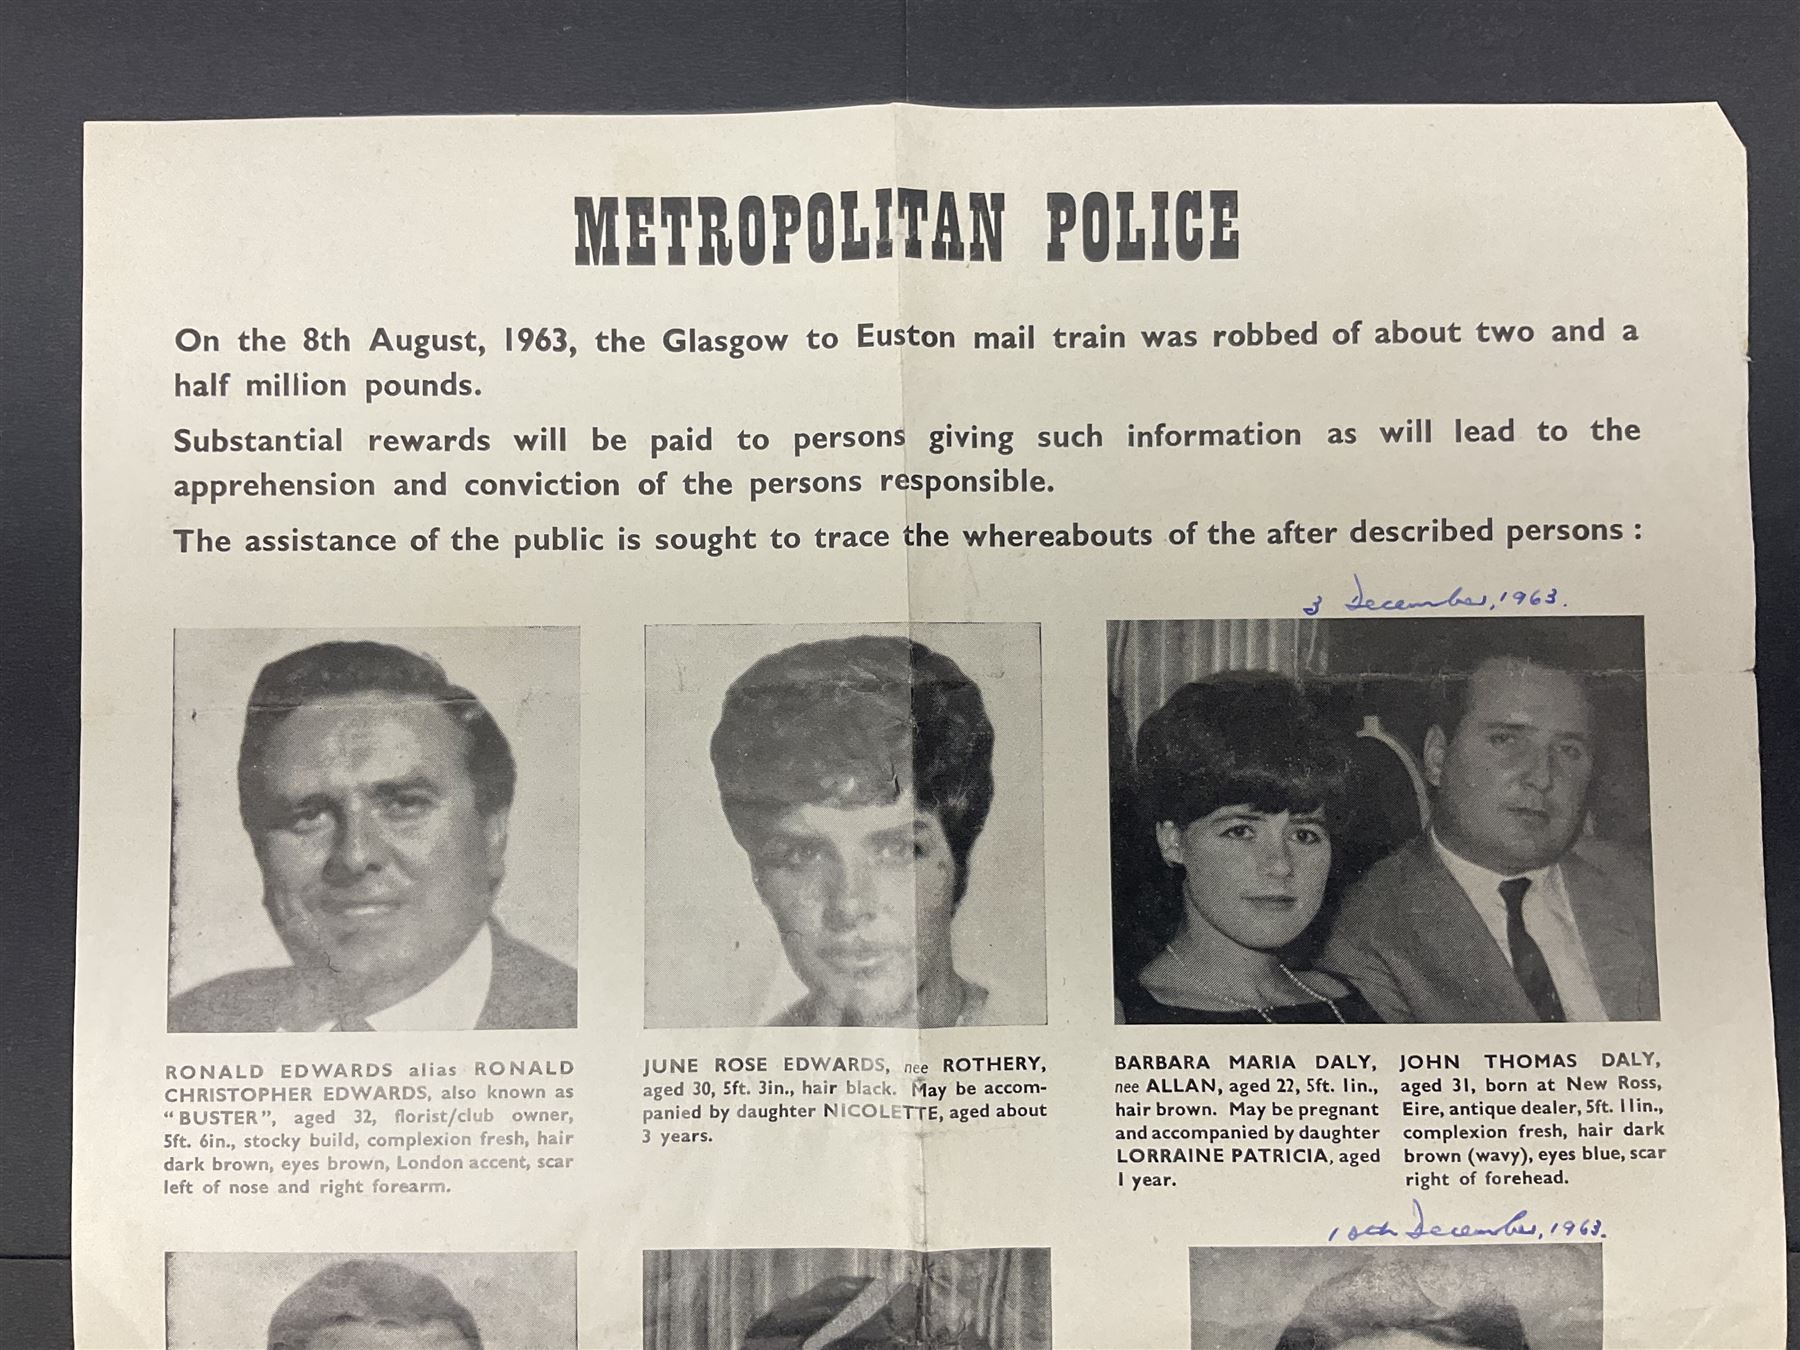 METROPOLITAN POLICE
On the 8th August, 1963, the Glasgow to Euston mail train was robbed of about two and a
half million pounds.
Substantial rewards will be paid to persons giving such information as will lead to the
apprehension and conviction of the persons responsible.
The assistance of the public is sought to trace the whereabouts of the after described persons :
3 December, 1963.
RONALD EDWARDS alias RONALD
CHRISTOPHER EDWARDS, also known as
"BUSTER", aged 32, florist/club owner,
5ft. 6in., stocky build, complexion fresh, hair
dark brown, eyes brown, London accent, scar
left of nose and right forearm.
JUNE ROSE EDWARDS, nee ROTHERY,
aged 30, 5ft. 3in., hair black. May be accom-
panied by daughter NICOLETTE, aged about
3 years.
BARBARA MARIA DALY,
nee ALLAN, aged 22, 5ft. 1in.,
hair brown. May be pregnant
and accompanied by daughter
LORRAINE PATRICIA, aged
1 year.
JOHN THOMAS DALY,
aged 31, born at New Ross,
Eire, antique dealer, 5ft. 11in.,
complexion fresh, hair dark
brown (wavy), eyes blue, scar
right of forehead.
10th December, 1963.